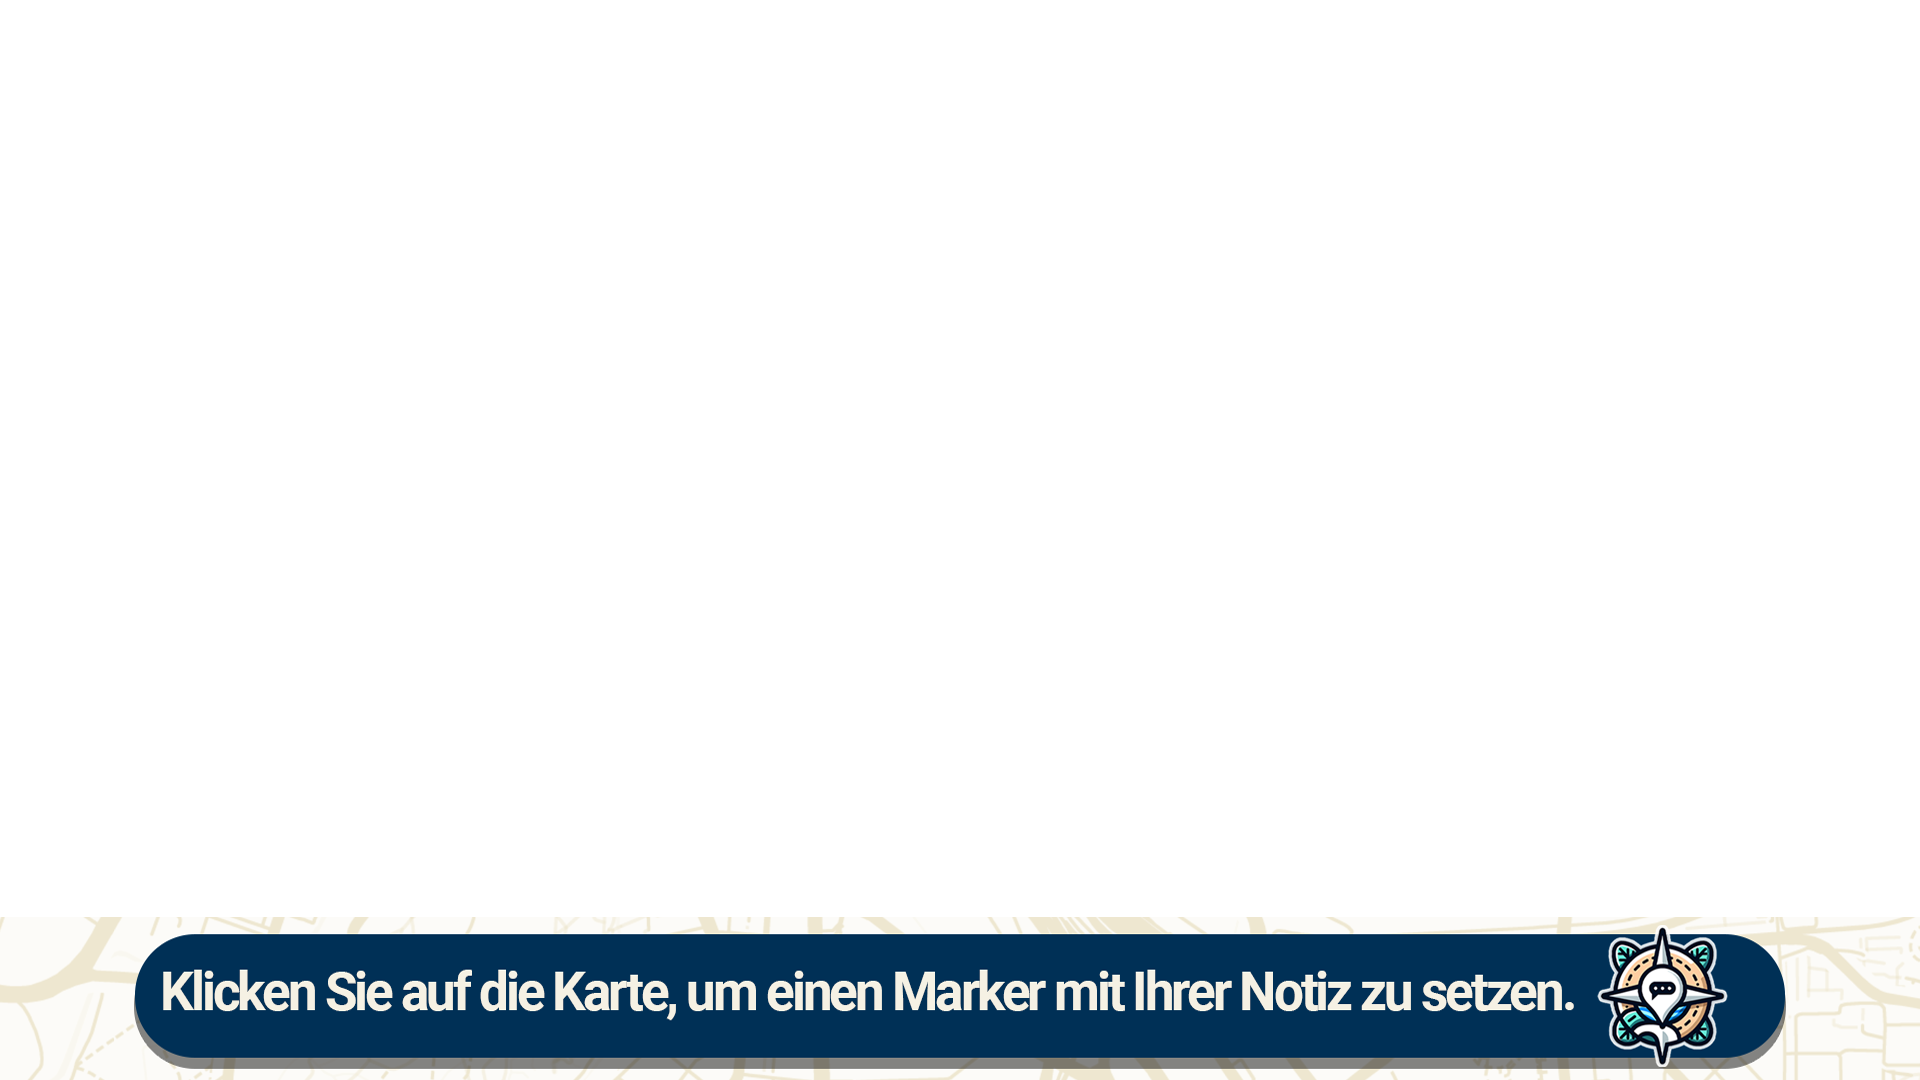 Klicken Sie auf die Karte, um einen Marker mit Ihrer Notiz zu setzen.